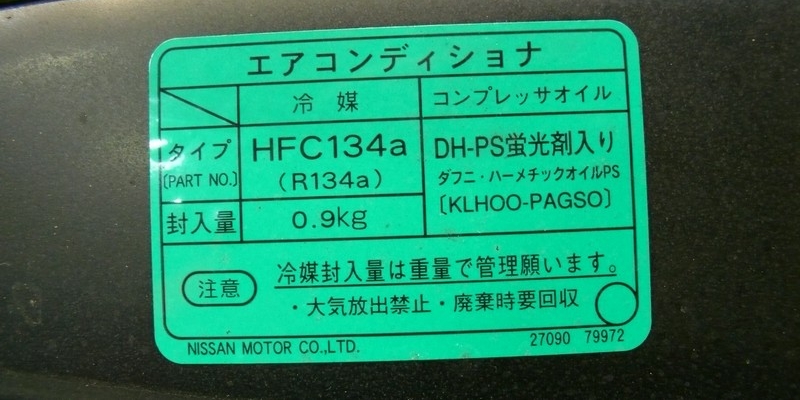 エアコンディショナ
冷媒 コンプレッサオイル
タイプ HFC134a DH-PS蛍光剤入り
(PART NO.) (R134a) ダフニ・ハーメチックオイルPS
封入量 0.9kg 〔KLHOO-PAGSO〕
注意 冷媒封入量は重量で管理願います。
・大気放出禁止・廃棄時要回収
NISSAN MOTOR CO.,LTD. 27090 79972